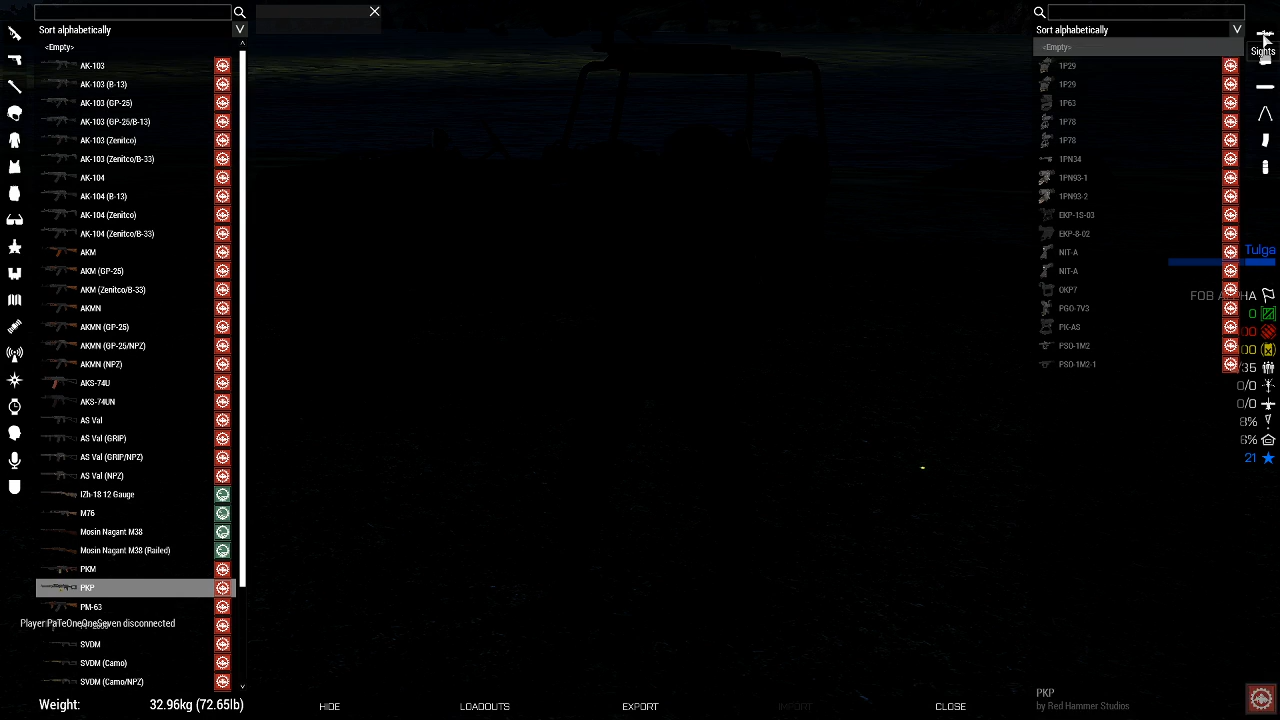 Sort alphabetically
<Empty>
AK-103
AK-103 (B-13)
AK-103 (GP-25)
AK-103 (GP-25/B-13)
AK-103 (Zenitco)
AK-103 (Zenitco/B-33)
AK-104
AK-104 (B-13)
AK-104 (Zenitco)
AK-104 (Zenitco/B-33)
AKM
AKM (GP-25)
AKM (Zenitco/B-33)
AKMN
AKMN (GP-25)
AKMN (GP-25/NPZ)
AKMN (NPZ)
AKS-74U
AKS-74UN
AS Val
AS Val (GRIP)
AS Val (GRIP/NPZ)
AS Val (NPZ)
IZh-18 12 Gauge
M76
Mosin Nagant M38
Mosin Nagant M38 (Railed)
PKM
PKP
PM-63
Player PaTeOneOneSeven disconnected
SVDM
SVDM (Camo)
SVDM (Camo/NPZ)
Weight: 32.96kg (72.65lb)
HIDE
LOADOUTS
EXPORT
IMPORT
CLOSE
Sort alphabetically
<Empty>
1P29
1P29
1P63
1P78
1P78
1PN34
1PN93-1
1PN93-2
EKP-1S-03
EKP-8-02
NIT-A
NIT-A
OKP7
PGO-7V3
PK-AS
PSO-1M2
PSO-1M2-1
Sights
Tulga
FOB ALPHA
0
00
00
/35
0/0
0/0
8%
6%
21
PKP
by Red Hammer Studios